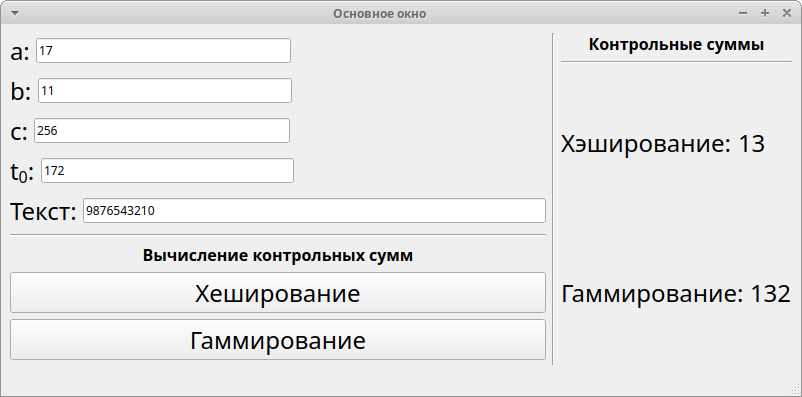 Основное окно
a: 17
b: 11
c: 256
t₀: 172
Текст: 9876543210
Вычисление контрольных сумм
Хеширование
Гаммирование
Контрольные суммы
Хэширование: 13
Гаммирование: 132